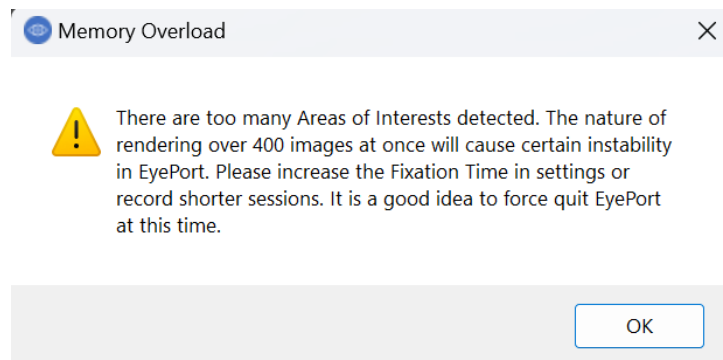 Memory Overload
There are too many Areas of Interests detected. The nature of
rendering over 400 images at once will cause certain instability
in EyePort. Please increase the Fixation Time in settings or
record shorter sessions. It is a good idea to force quit EyePort
at this time.
OK